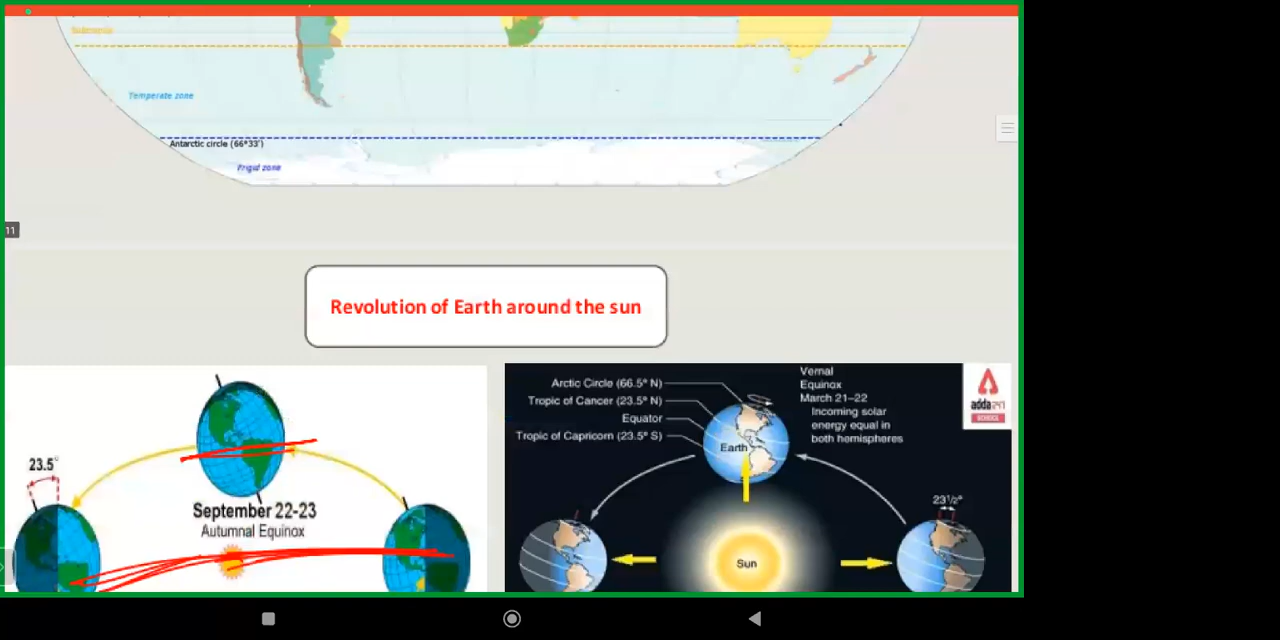 Temperate zone
Antarctic circle (66°33')
Frigid zone
11
Revolution of Earth around the sun
23.5°
September 22-23
Autumnal Equinox
Arctic Circle (66.5° N)
Tropic of Cancer (23.5° N)
Equator
Tropic of Capricorn (23.5° S)
Vernal
Equinox
March 21–22
Incoming solar
energy equal in
both hemispheres
adda247
SCHOOL
Earth
23½°
Sun